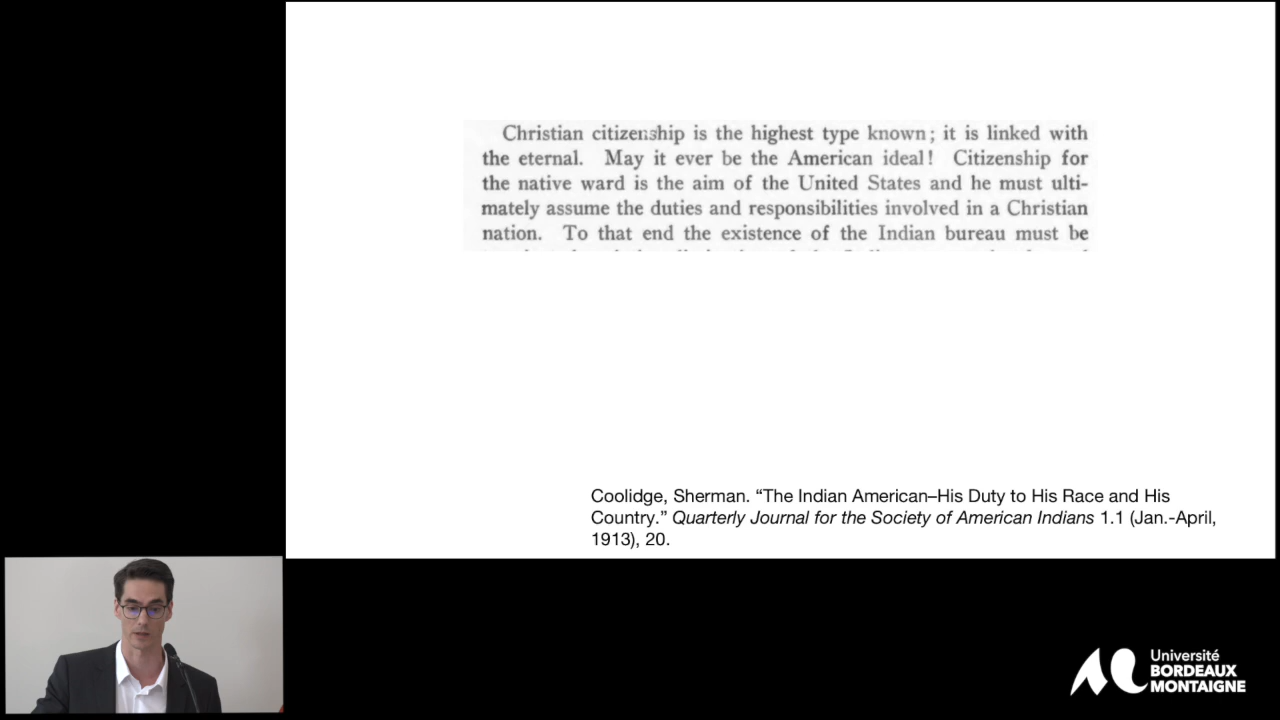 Christian citizenship is the highest type known; it is linked with
the eternal. May it ever be the American ideal! Citizenship for
the native ward is the aim of the United States and he must ulti-
mately assume the duties and responsibilities involved in a Christian
nation. To that end the existence of the Indian bureau must be
Coolidge, Sherman. “The Indian American–His Duty to His Race and His
Country.” Quarterly Journal for the Society of American Indians 1.1 (Jan.-April,
1913), 20.
Université
BORDEAUX
MONTAIGNE